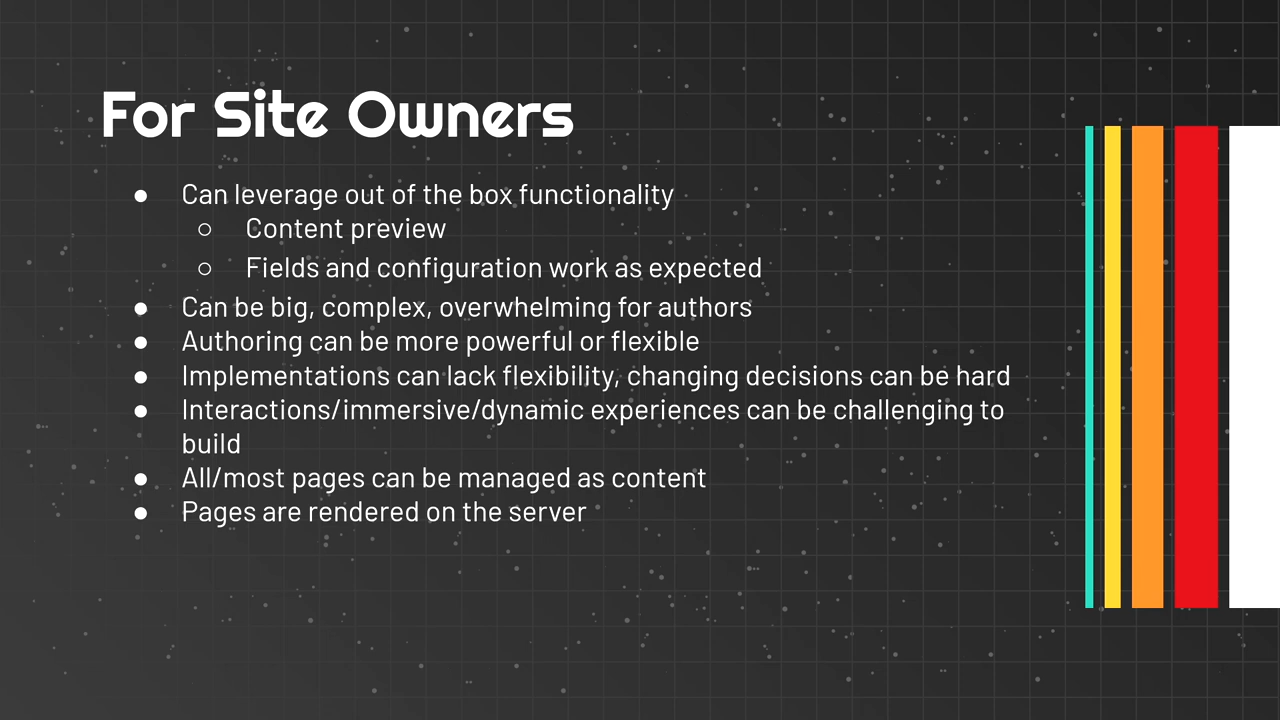 For Site Owners
● Can leverage out of the box functionality
○ Content preview
○ Fields and configuration work as expected
● Can be big, complex, overwhelming for authors
● Authoring can be more powerful or flexible
● Implementations can lack flexibility, changing decisions can be hard
● Interactions/immersive/dynamic experiences can be challenging to
build
● All/most pages can be managed as content
● Pages are rendered on the server